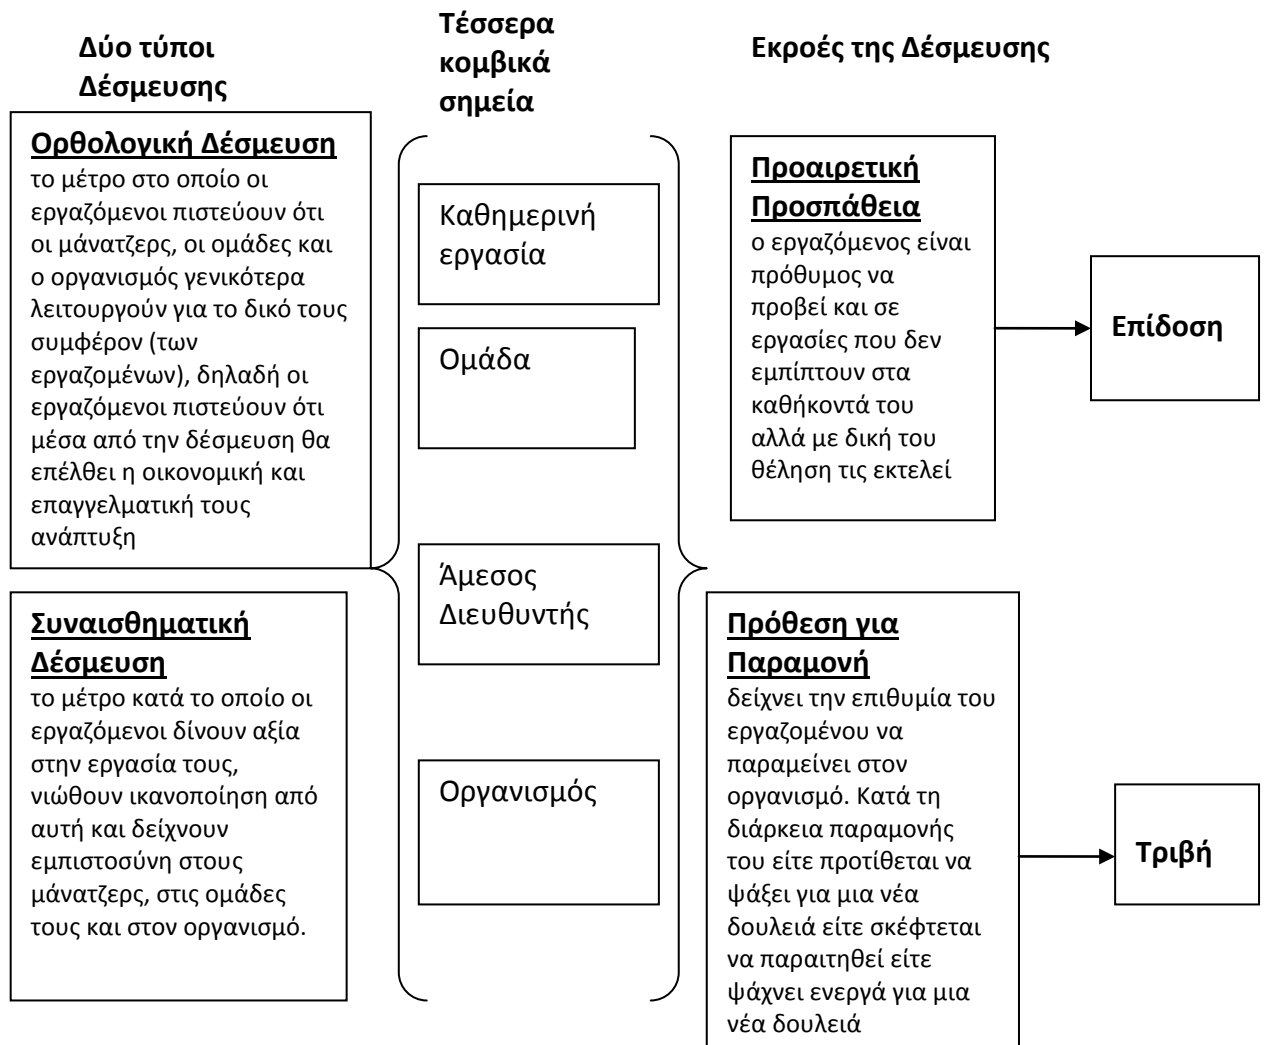 Δύο τύποι
Δέσμευσης
Τέσσερα
κομβικά
σημεία
Εκροές της Δέσμευσης
Ορθολογική Δέσμευση
το μέτρο στο οποίο οι
εργαζόμενοι πιστεύουν ότι
οι μάνατζερς, οι ομάδες και
ο οργανισμός γενικότερα
λειτουργούν για το δικό τους
συμφέρον (των
εργαζομένων), δηλαδή οι
εργαζόμενοι πιστεύουν ότι
μέσα από την δέσμευση θα
επέλθει η οικονομική και
επαγγελματική τους
ανάπτυξη
Συναισθηματική
Δέσμευση
το μέτρο κατά το οποίο οι
εργαζόμενοι δίνουν αξία
στην εργασία τους,
νιώθουν ικανοποίηση από
αυτή και δείχνουν
εμπιστοσύνη στους
μάνατζερς, στις ομάδες
τους και στον οργανισμό.
Καθημερινή
εργασία
Ομάδα
Άμεσος
Διευθυντής
Οργανισμός
Προαιρετική
Προσπάθεια
ο εργαζόμενος είναι
πρόθυμος να
προβεί και σε
εργασίες που δεν
εμπίπτουν στα
καθήκοντά του
αλλά με δική του
θέληση τις εκτελεί
Επίδοση
Πρόθεση για
Παραμονή
δείχνει την επιθυμία του
εργαζομένου να
παραμείνει στον
οργανισμό. Κατά τη
διάρκεια παραμονής
του είτε προτίθεται να
ψάξει για μια νέα
δουλειά είτε σκέφτεται
να παραιτηθεί είτε
ψάχνει ενεργά για μια
νέα δουλειά
Τριβή